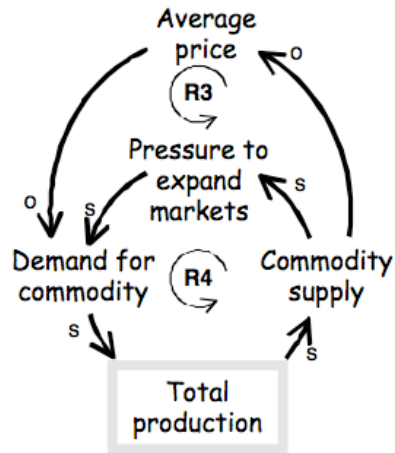 Average
price
o
R3
Pressure to
expand
markets
s
o
s
Demand for
commodity
R4
Commodity
supply
s
s
Total
production